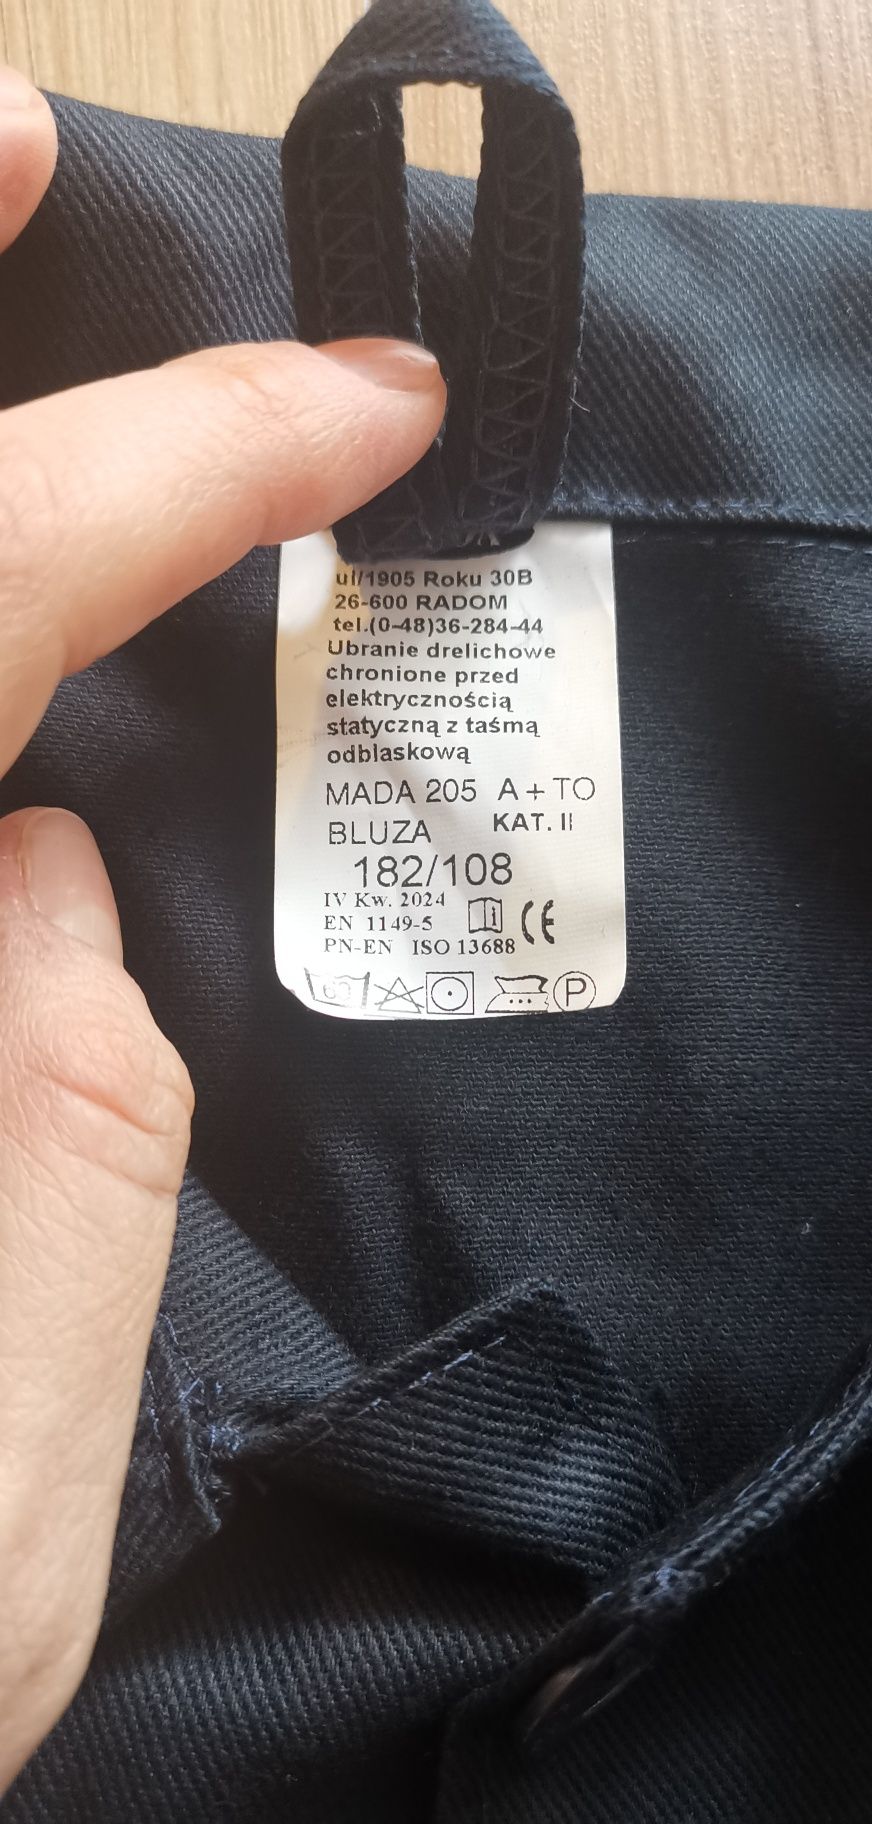 ul/1905 Roku 30B
26-600 RADOM
tel.(0-48)36-284-44
Ubranie drelichowe
chronione przed
elektrycznością
statyczną z taśmą
odblaskową
MADA 205 A + TO
BLUZA KAT. II
182/108
IV Kw. 2024
EN 1149-5 i CE
PN-EN ISO 13688
60 P